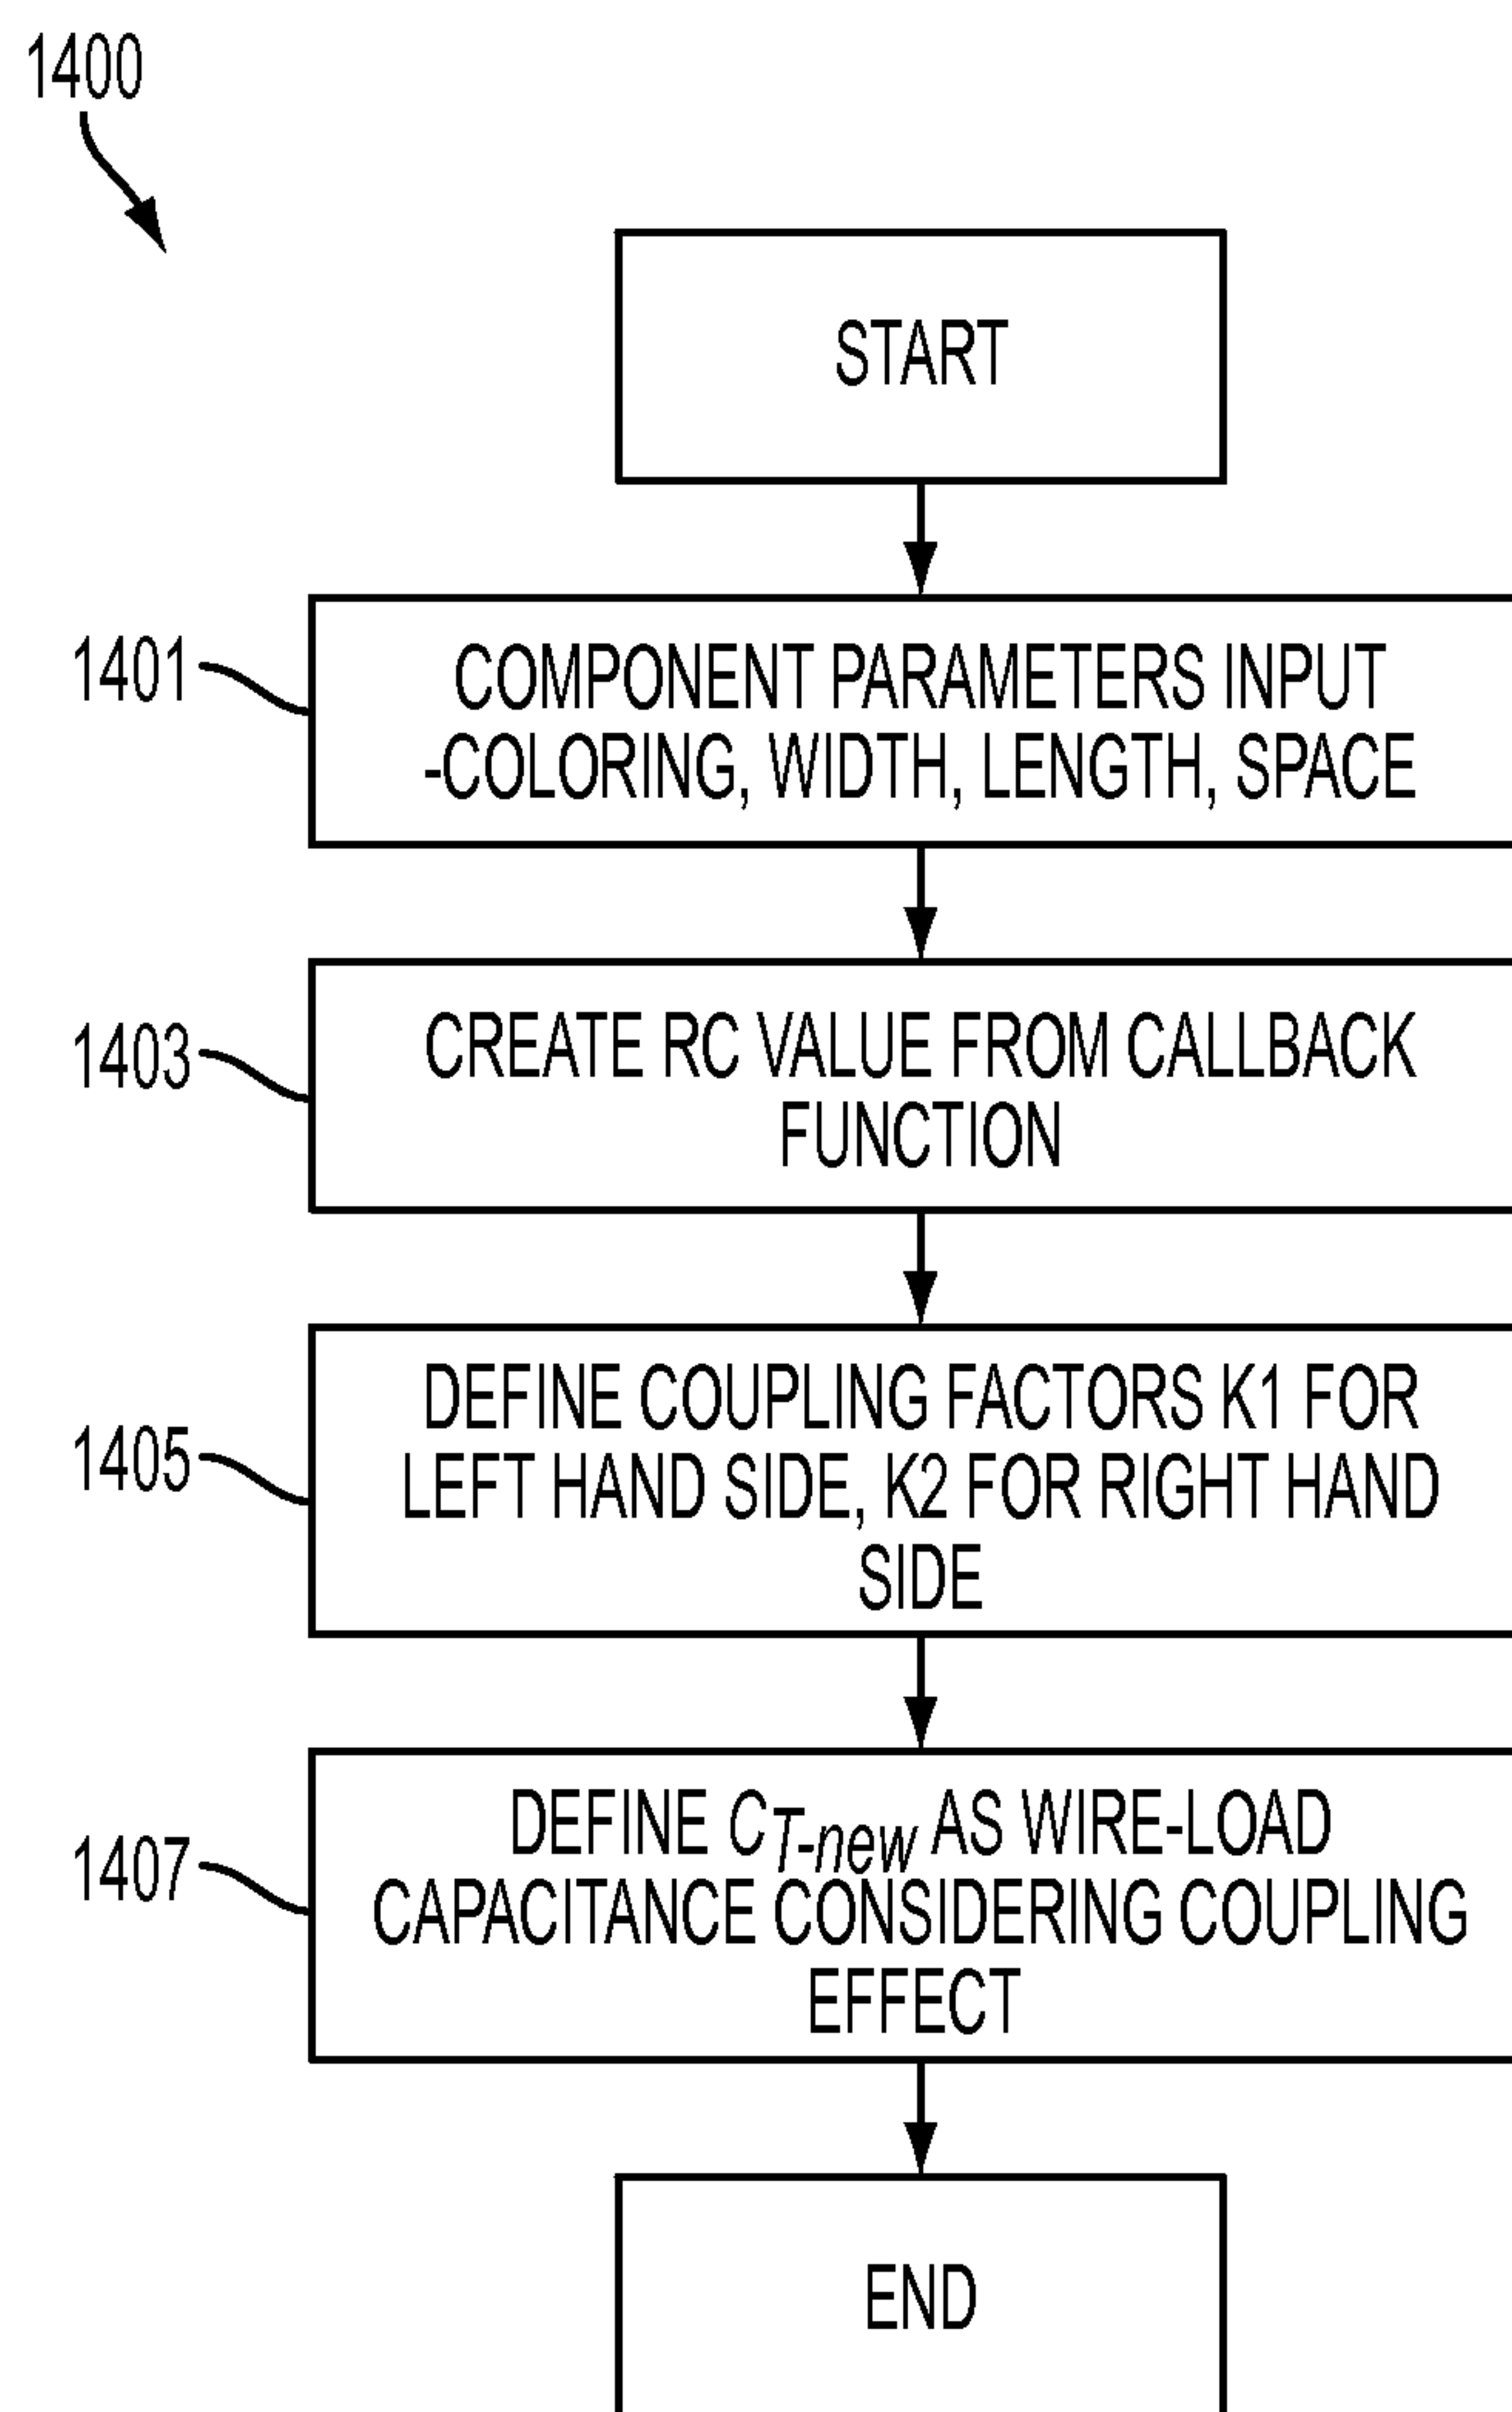 1400
START
1401
COMPONENT PARAMETERS INPUT
-COLORING, WIDTH, LENGTH, SPACE
1403
CREATE RC VALUE FROM CALLBACK
FUNCTION
1405
DEFINE COUPLING FACTORS K1 FOR
LEFT HAND SIDE, K2 FOR RIGHT HAND
SIDE
1407
DEFINE C_T-new AS WIRE-LOAD
CAPACITANCE CONSIDERING COUPLING
EFFECT
END